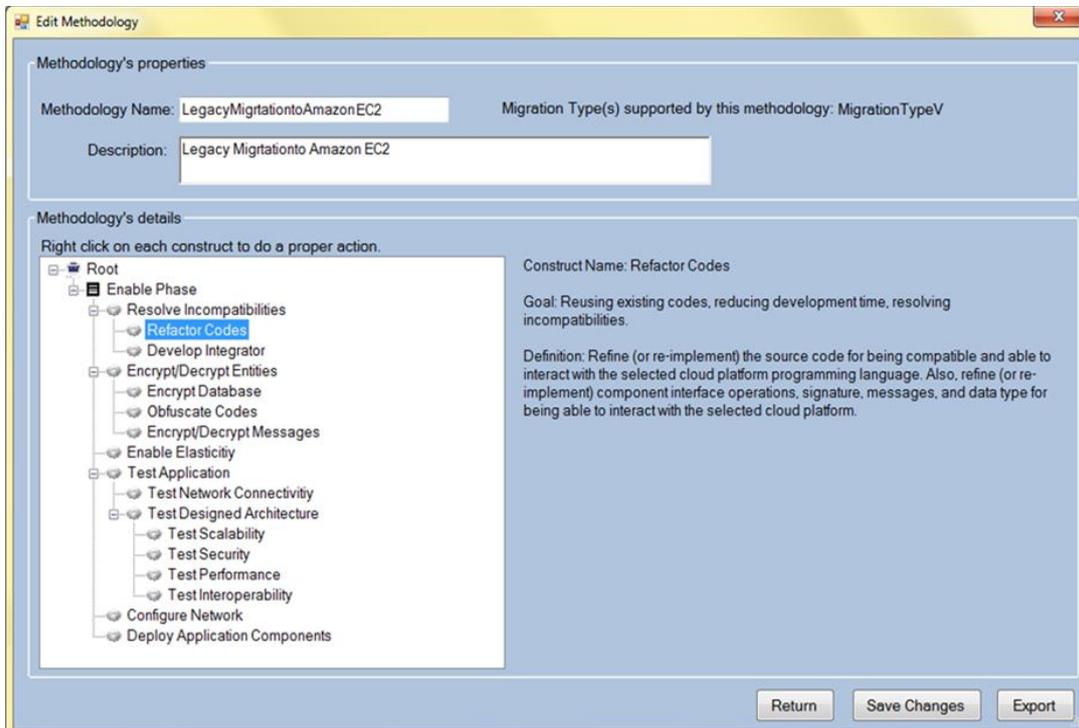 Edit Methodology
Methodology's properties
Methodology Name: LegacyMigrtationtoAmazonEC2
Migration Type(s) supported by this methodology: MigrationTypeV
Description: Legacy Migrtationto Amazon EC2
Methodology's details
Right click on each construct to do a proper action.
Root
Enable Phase
Resolve Incompatibilities
Refactor Codes
Develop Integrator
Encrypt/Decrypt Entities
Encrypt Database
Obfuscate Codes
Encrypt/Decrypt Messages
Enable Elasticitiy
Test Application
Test Network Connectivitiy
Test Designed Architecture
Test Scalability
Test Security
Test Performance
Test Interoperability
Configure Network
Deploy Application Components
Construct Name: Refactor Codes
Goal: Reusing existing codes, reducing development time, resolving
incompatibilities.
Definition: Refine (or re-implement) the source code for being compatible and able to
interact with the selected cloud platform programming language. Also, refine (or re-
implement) component interface operations, signature, messages, and data type for
being able to interact with the selected cloud platform.
Return
Save Changes
Export